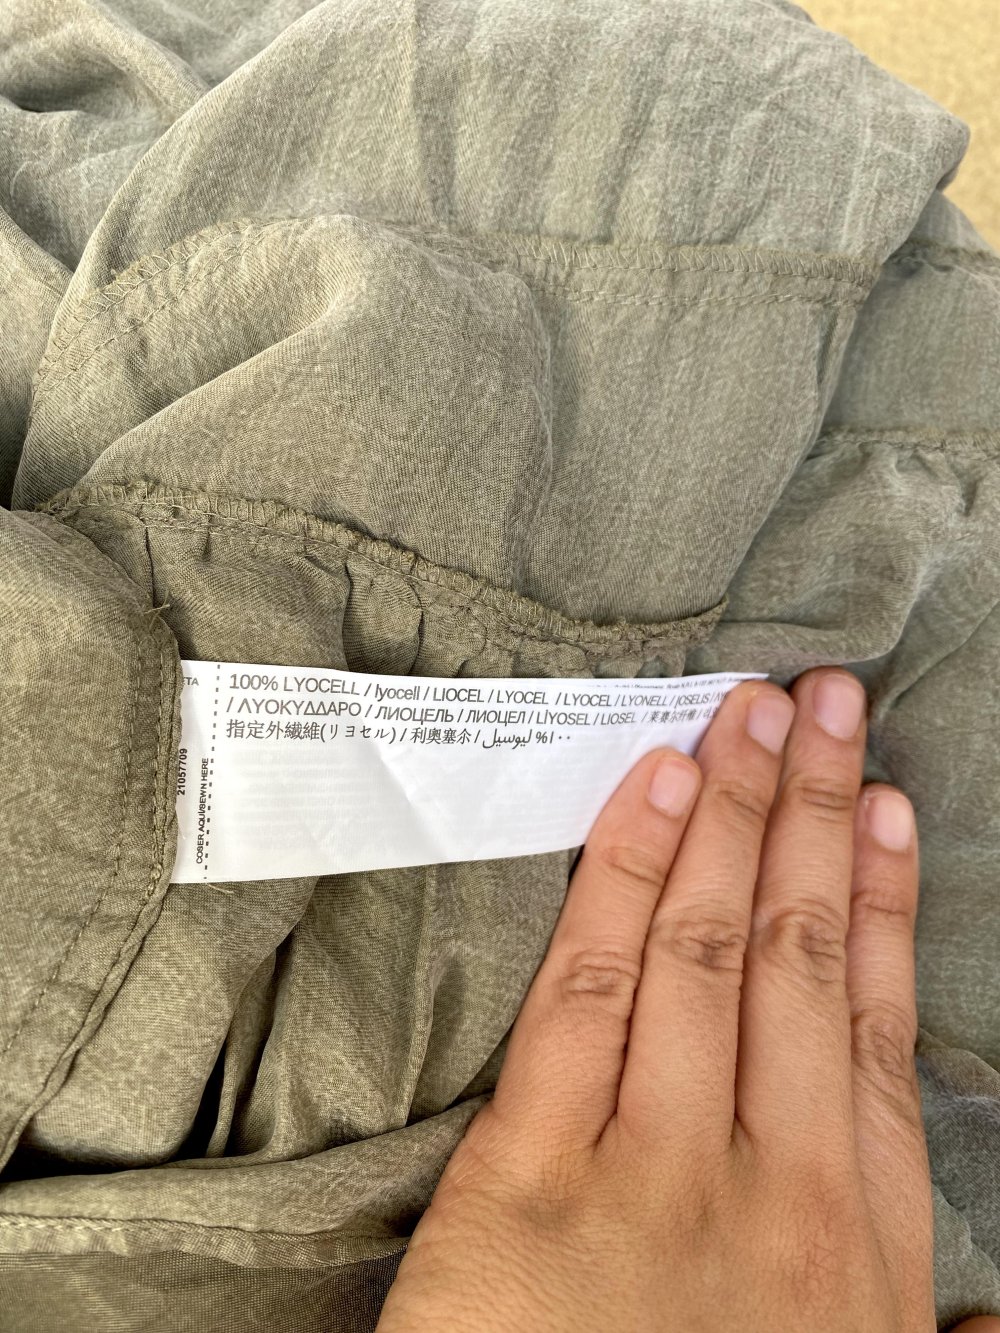 100% LYOCELL / lyocell / LIOCEL / LYOCEL / LYOCEL / LYONELL / JOSELIS /
/ ΛΥΟΚΥΔΔΑΡΟ / ЛИОЦЕЛЬ / ЛИОЦЕЛ / LİYOSEL / LIOSEL / 莱赛尔纤维 /
指定外繊維(リヨセル) / 利奧塞尒 / ليوسيل %١٠٠
ETA
21057709
COSER AQUI/SEWN HERE